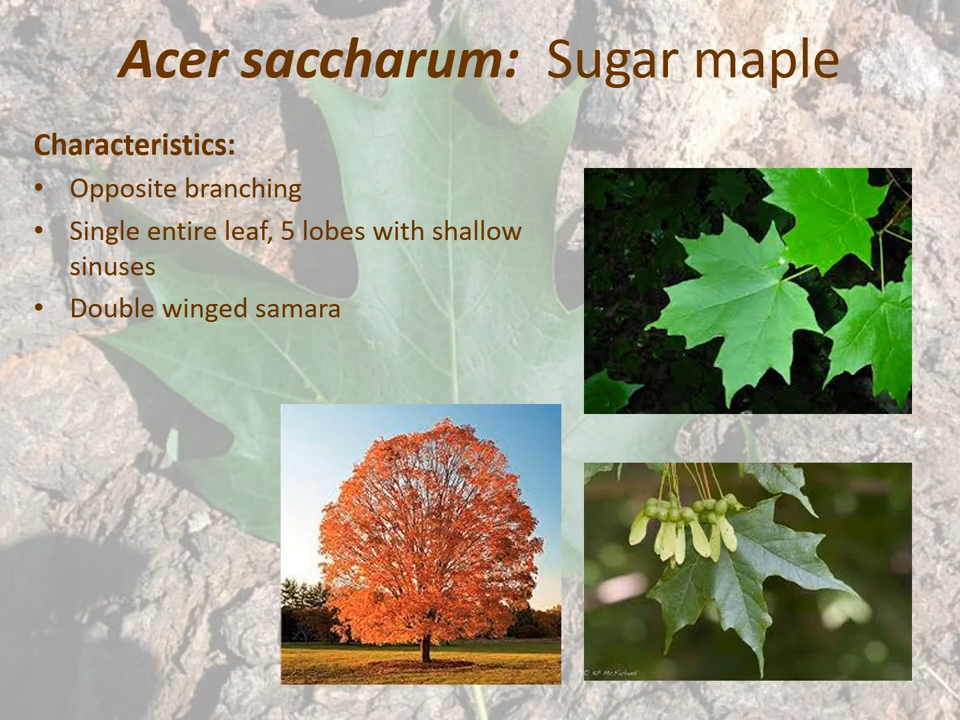 Acer saccharum: Sugar maple
Characteristics:
• Opposite branching
• Single entire leaf, 5 lobes with shallow
sinuses
• Double winged samara